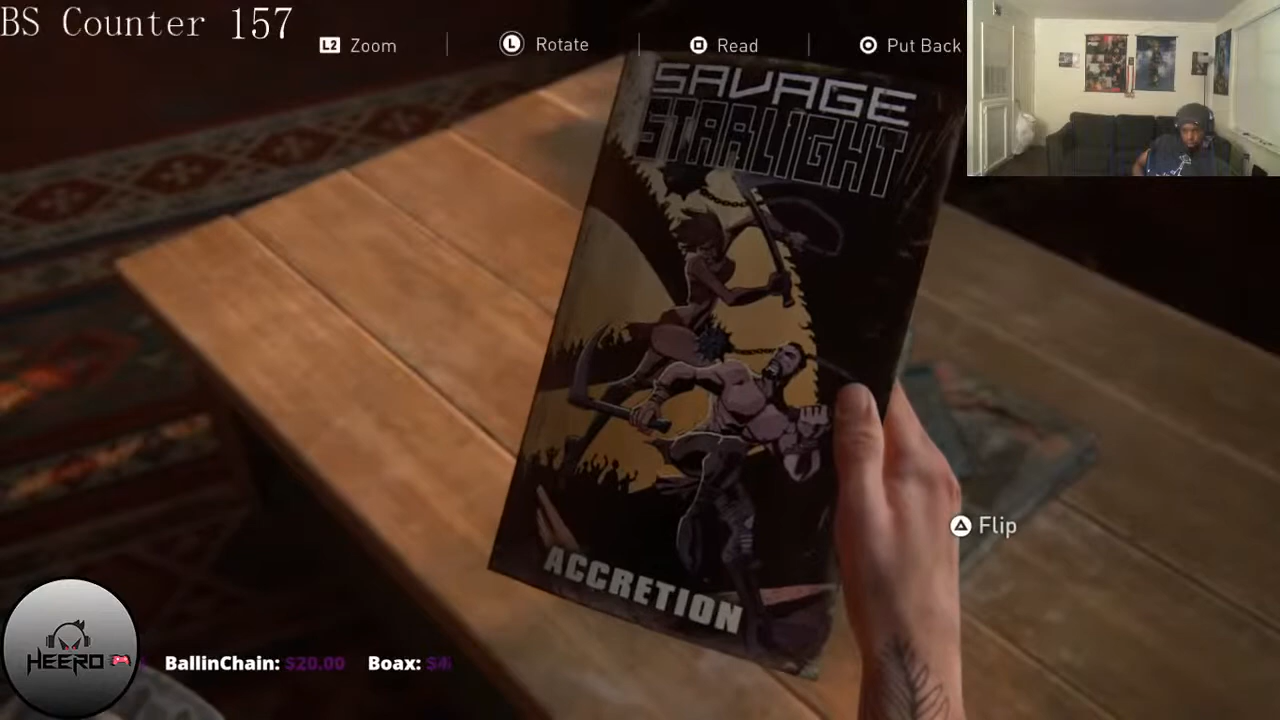 BS Counter 157
L2 Zoom
L Rotate
Read
Put Back
SAVAGE
STARLIGHT
Flip
ACCRETION
HEERO
BallinChain: $20.00 Boax: